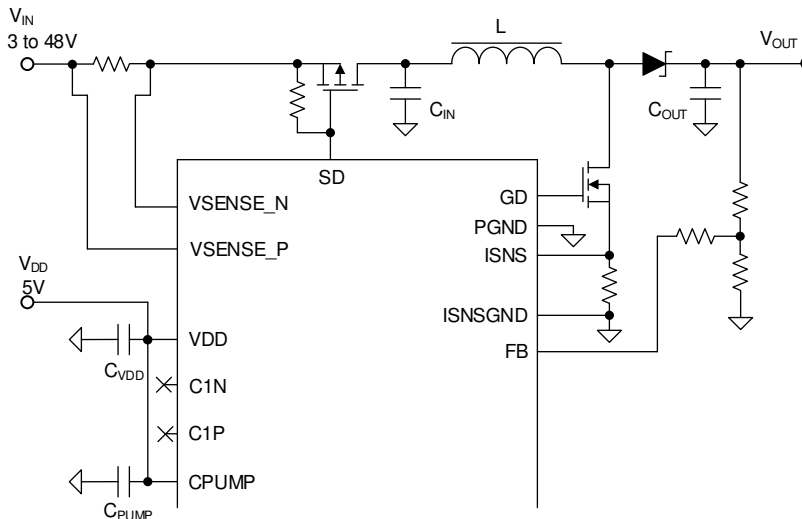 VIN
3 to 48V
L
VOUT
CIN
COUT
SD
VSENSE_N
GD
PGND
VSENSE_P
ISNS
VDD
5V
ISNSGND
VDD
FB
CVDD
C1N
C1P
CPUMP
CPUMP